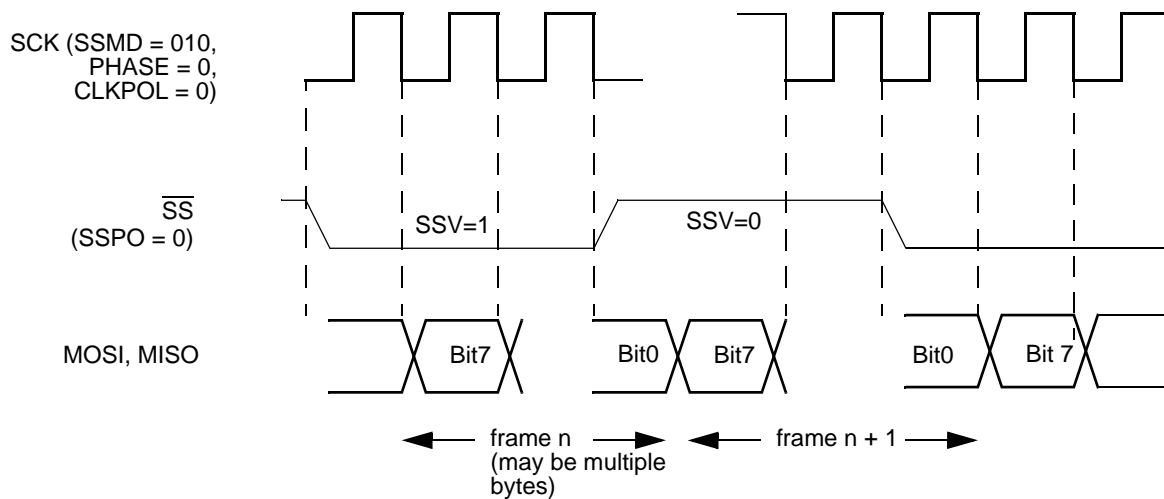 SCK (SSMD = 010,
PHASE = 0,
CLKPOL = 0)
SS
(SSPO = 0)
SSV=1
SSV=0
MOSI, MISO
Bit7
Bit0
Bit7
Bit0
Bit 7
frame n
(may be multiple
bytes)
frame n + 1